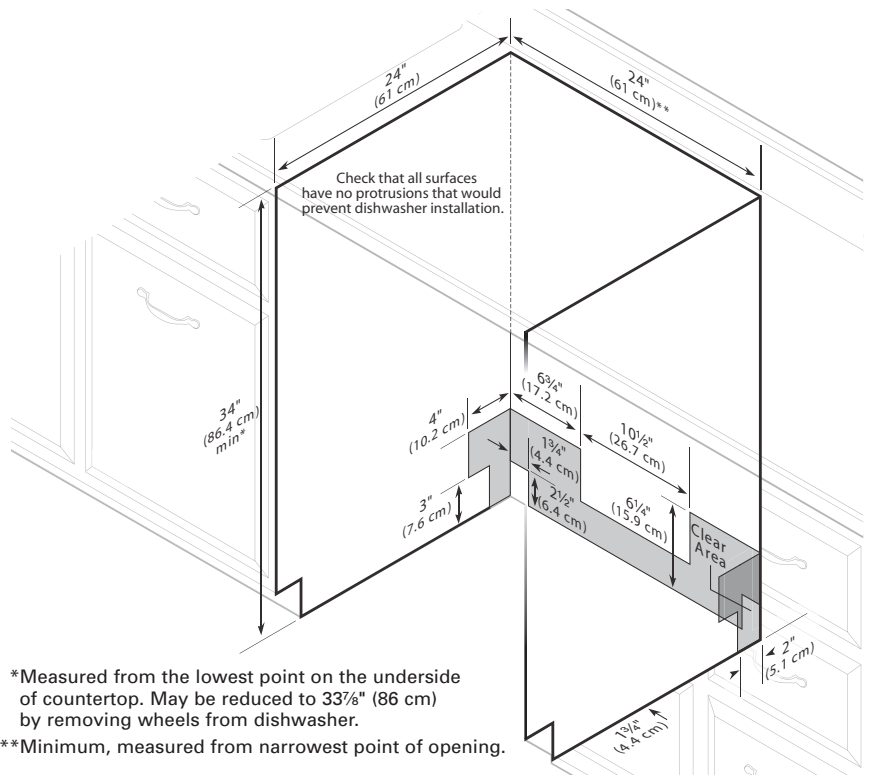 24"
(61 cm)
24"
(61 cm)**
Check that all surfaces
have no protrusions that would
prevent dishwasher installation.
34"
(86.4 cm)
min*
4"
(10.2 cm)
6¾"
(17.2 cm)
10½"
(26.7 cm)
1¾"
(4.4 cm)
3"
(7.6 cm)
2½"
(6.4 cm)
6¼"
(15.9 cm)
Clear
Area
2"
(5.1 cm)
1¾"
(4.4 cm)
*Measured from the lowest point on the underside
of countertop. May be reduced to 33⅞" (86 cm)
by removing wheels from dishwasher.
**Minimum, measured from narrowest point of opening.